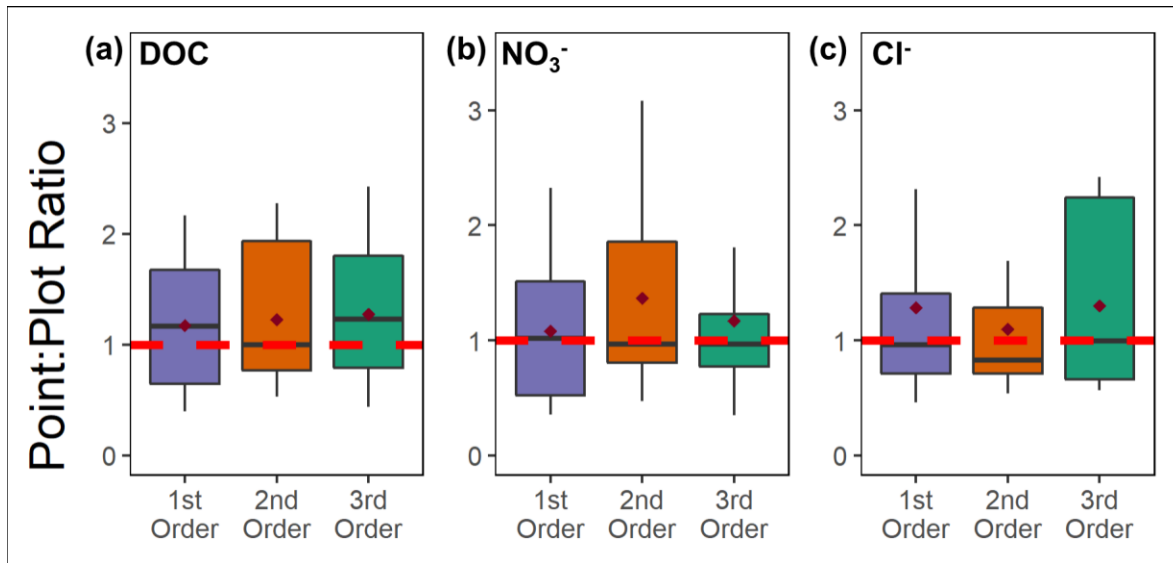 Point:Plot Ratio
(a) DOC
3
2
1
0
1st Order
2nd Order
3rd Order
(b) NO₃⁻
3
2
1
0
1st Order
2nd Order
3rd Order
(c) Cl⁻
3
2
1
0
1st Order
2nd Order
3rd Order